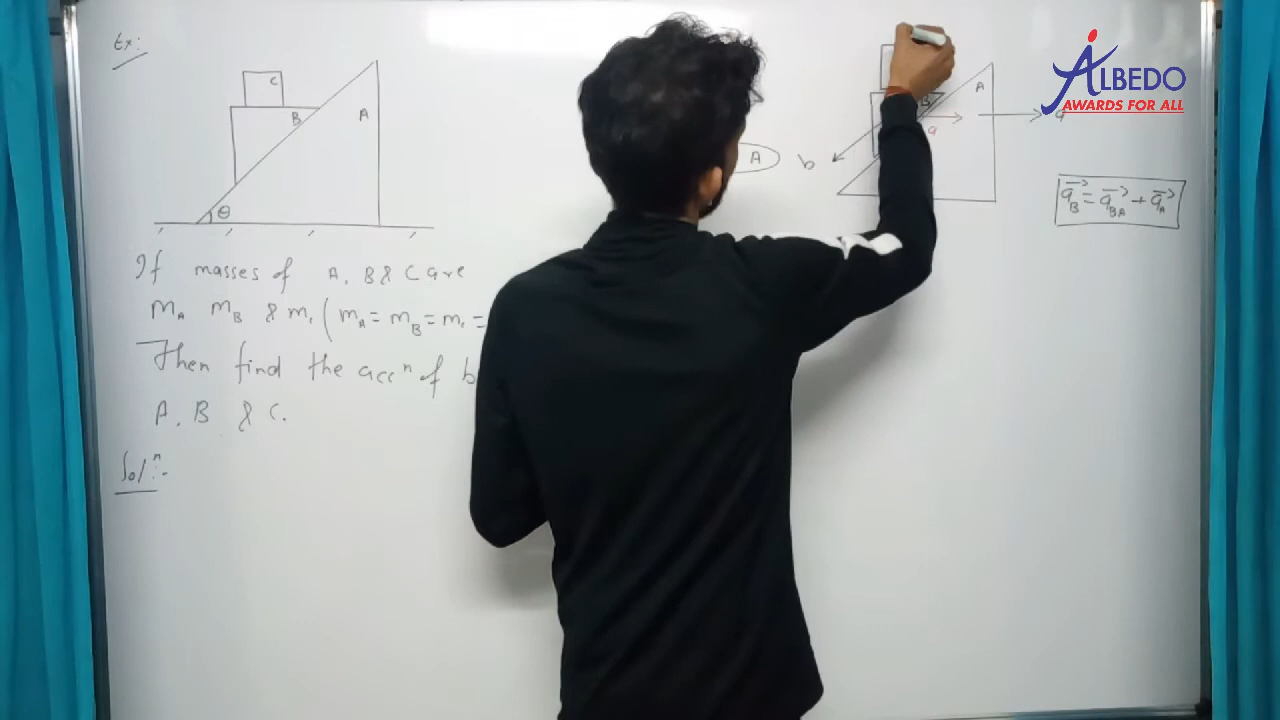 Ex:
C
B
A
θ
If masses of A, B & C are
mA mB & mc (mA = mB = mc =
Then find the accn of b
A, B & C.
Soln:-
A
b
B
A
a
a
aB = aBA + aA
ALBEDO
AWARDS FOR ALL